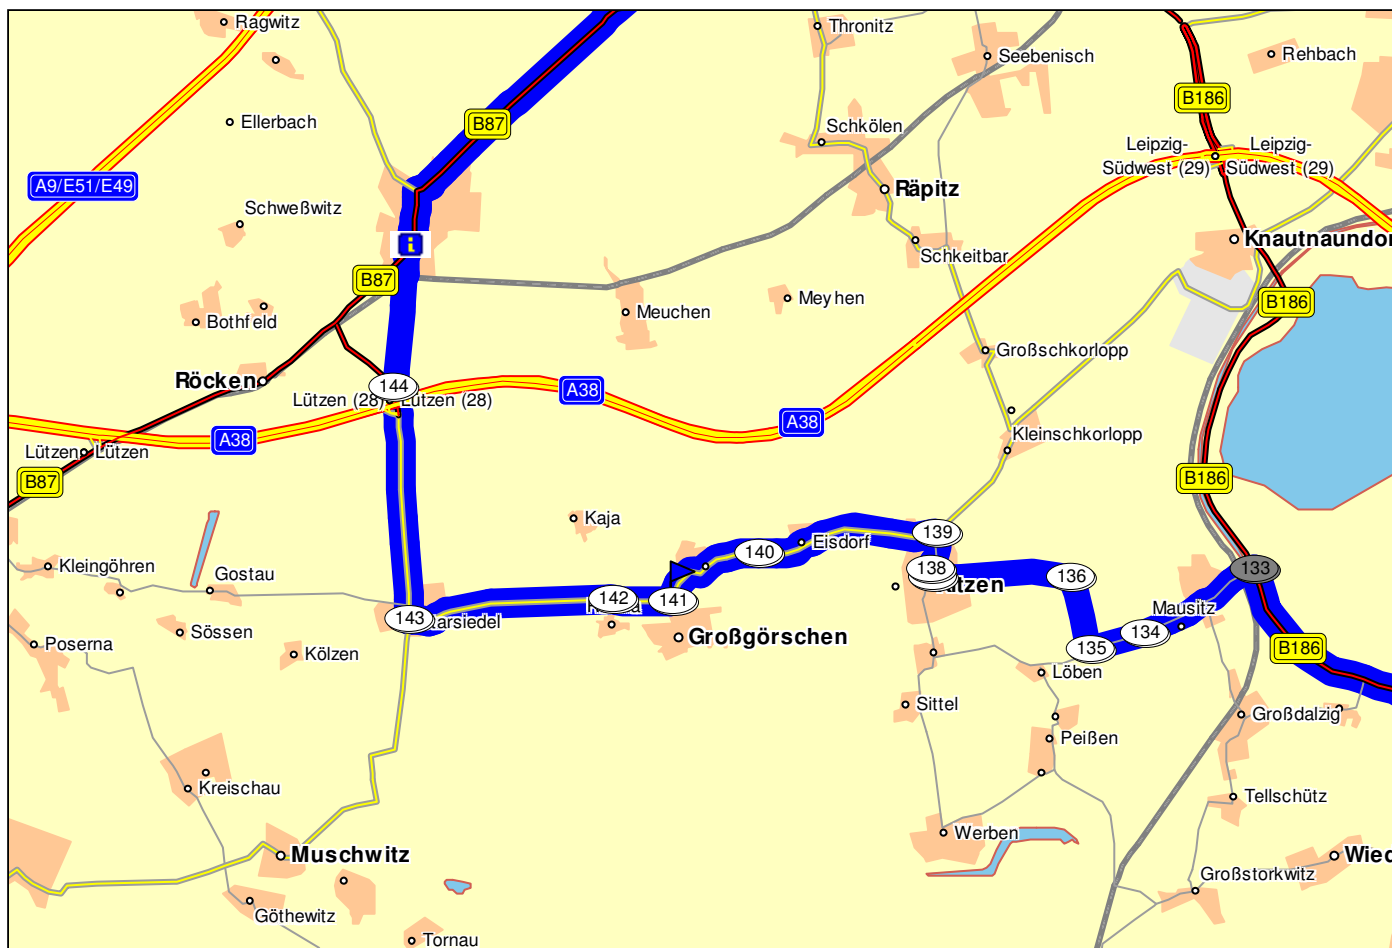 Ragwitz
Thronitz
Seebenisch
Rehbach
B186
B87
Ellerbach
Schkölen
Leipzig-
Südwest (29)
Leipzig-
Südwest (29)
A9/E51/E49
Räpitz
Schweßwitz
Knautnaundor
Schkeitbar
B87
Meyhen
B186
Meuchen
Bothfeld
Großschkorlopp
Röcken
144
A38
Lützen (28)
Lützen (28)
A38
A38
Kleinschkorlopp
Lützen
Lützen
B87
B186
Kaja
139
Eisdorf
140
Kleingöhren
138
133
Gostau
136
142
141
Mausitz
143
134
Sössen
Großgörschen
Poserna
135
B186
Kölzen
Löben
Sittel
Großdalzig
Peißen
Kreischau
Tellschütz
Werben
Muschwitz
Wied
Großstorkwitz
Göthewitz
Tornau